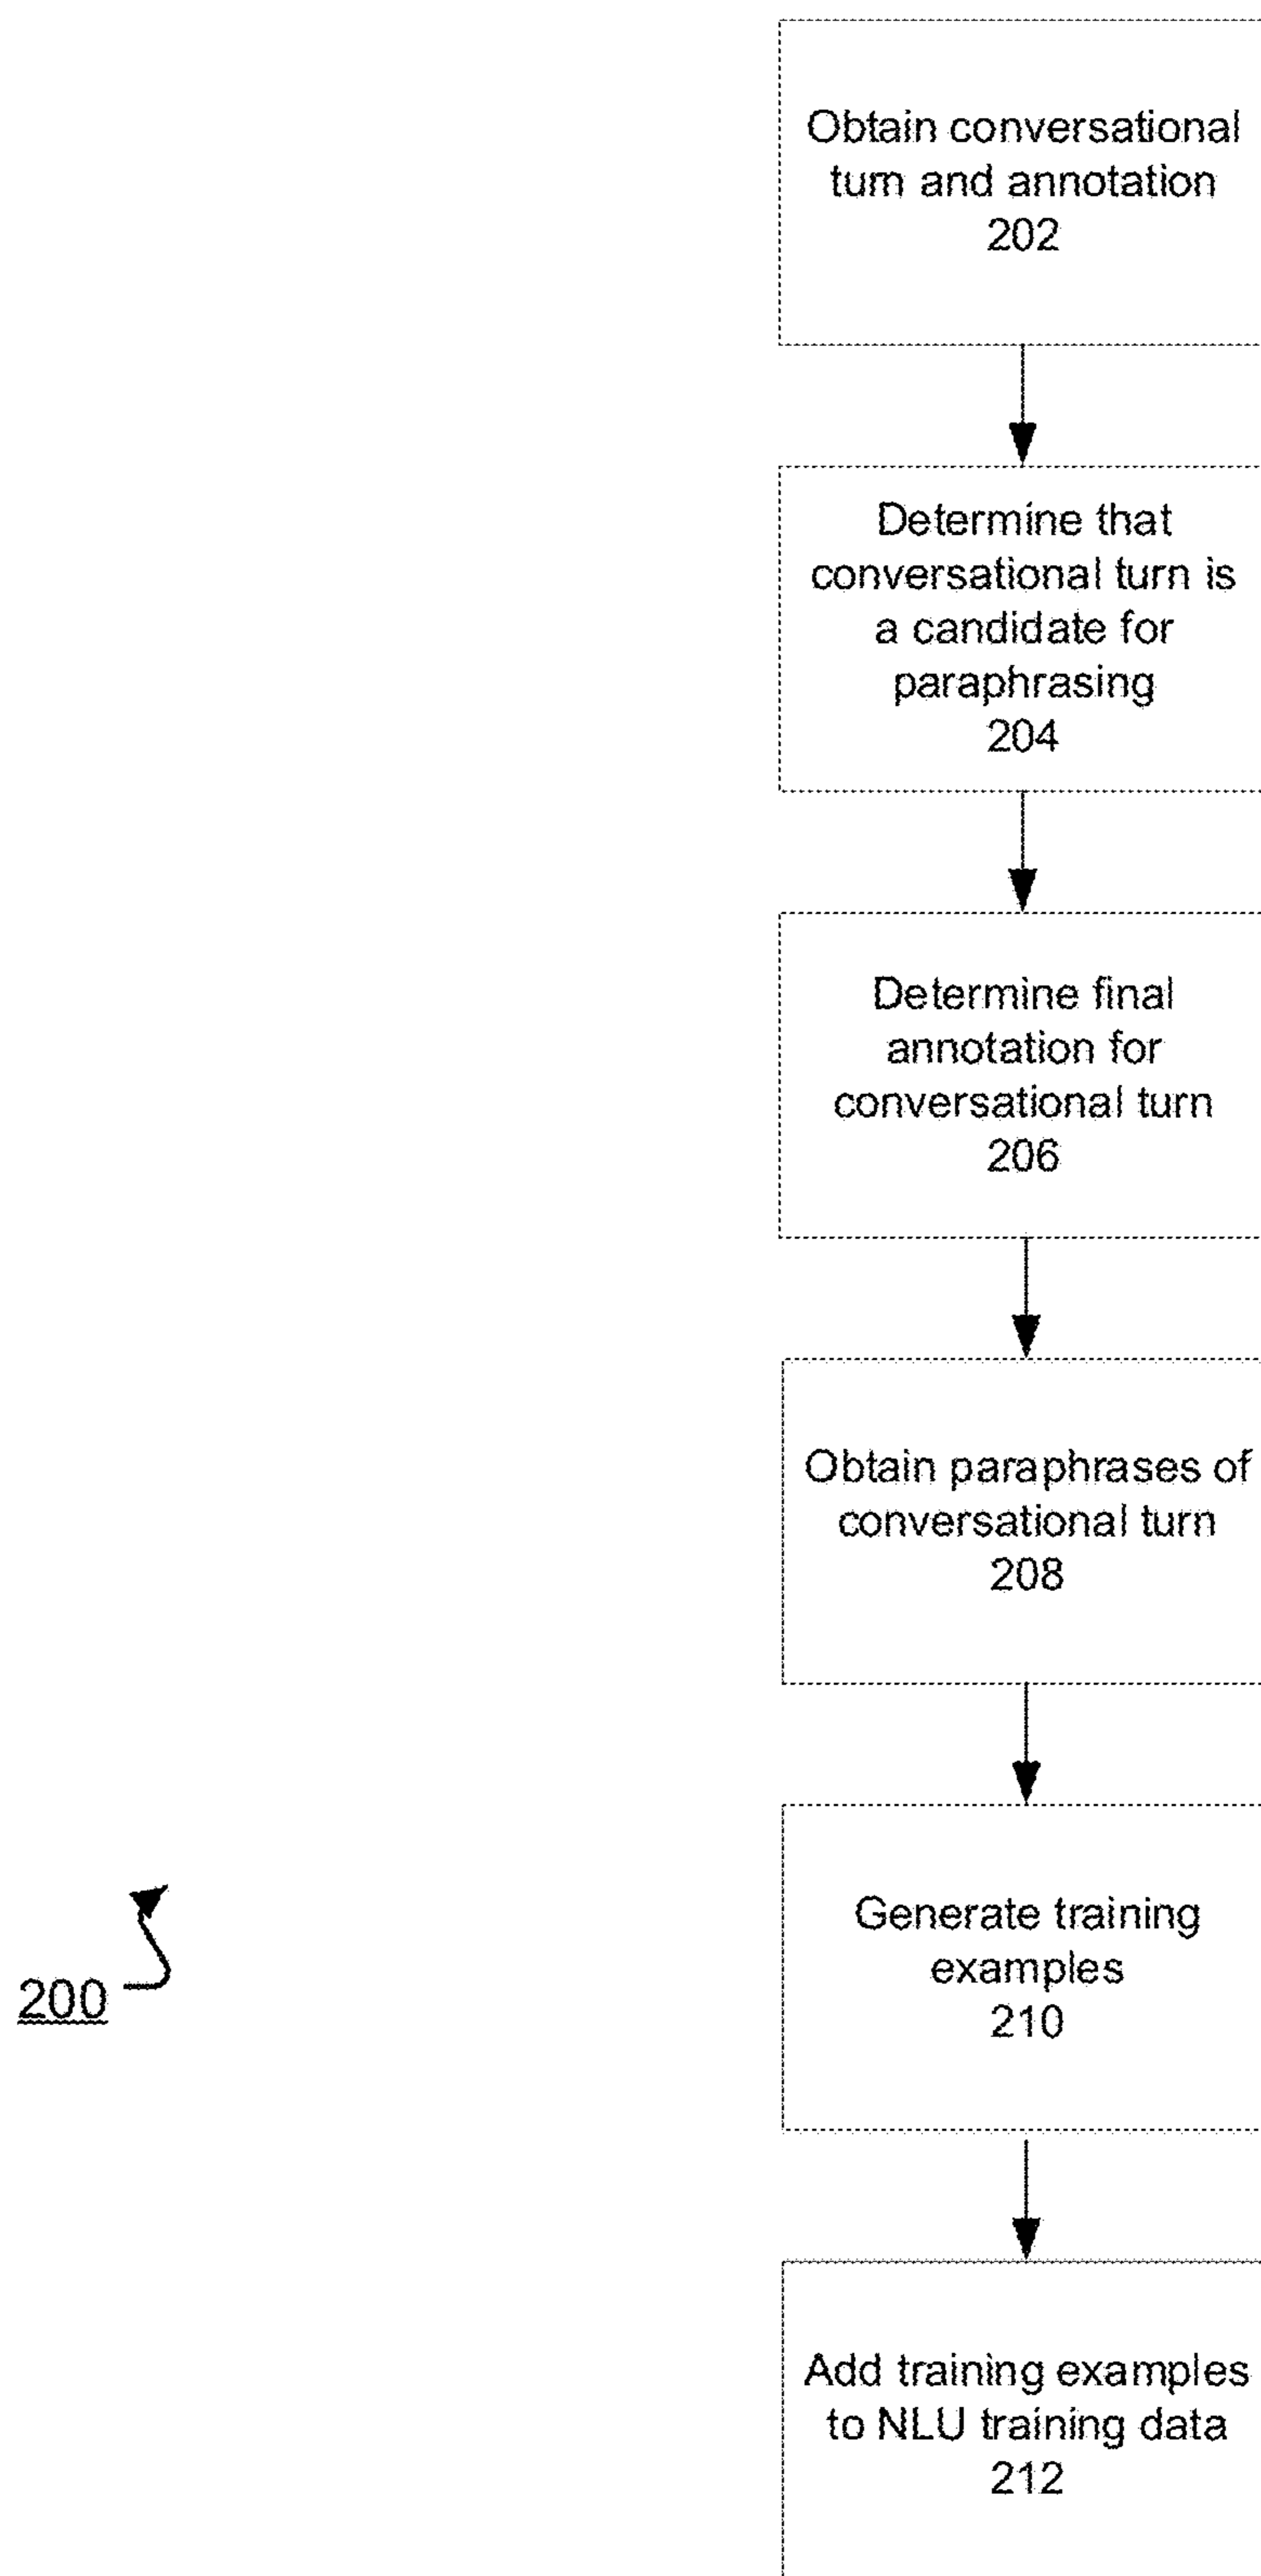 Obtain conversational
turn and annotation
202
Determine that
conversational turn is
a candidate for
paraphrasing
204
Determine final
annotation for
conversational turn
206
Obtain paraphrases of
conversational turn
208
Generate training
examples
210
200
Add training examples
to NLU training data
212